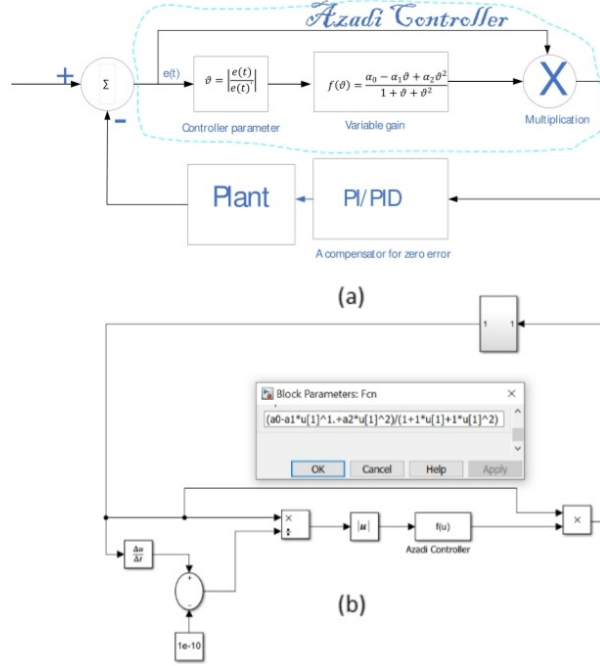 Azadi Controller
+
Σ
e(t)
ϑ = |e(t)/e(t)'|
f(ϑ) = (α₀ − α₁ϑ + α₂ϑ²)/(1 + ϑ + ϑ²)
X
−
Controller parameter
Variable gain
Multiplication
Plant
PI/PID
A compensator for zero error
(a)
1 1
Block Parameters: Fcn
(a0-a1*u[1]^1.+a2*u[1]^2)/(1+1*u[1]+1*u[1]^2)
OK Cancel Help Apply
×
÷
|u|
f(u)
×
Azadi Controller
Δu/Δt
+
−
(b)
1e-10